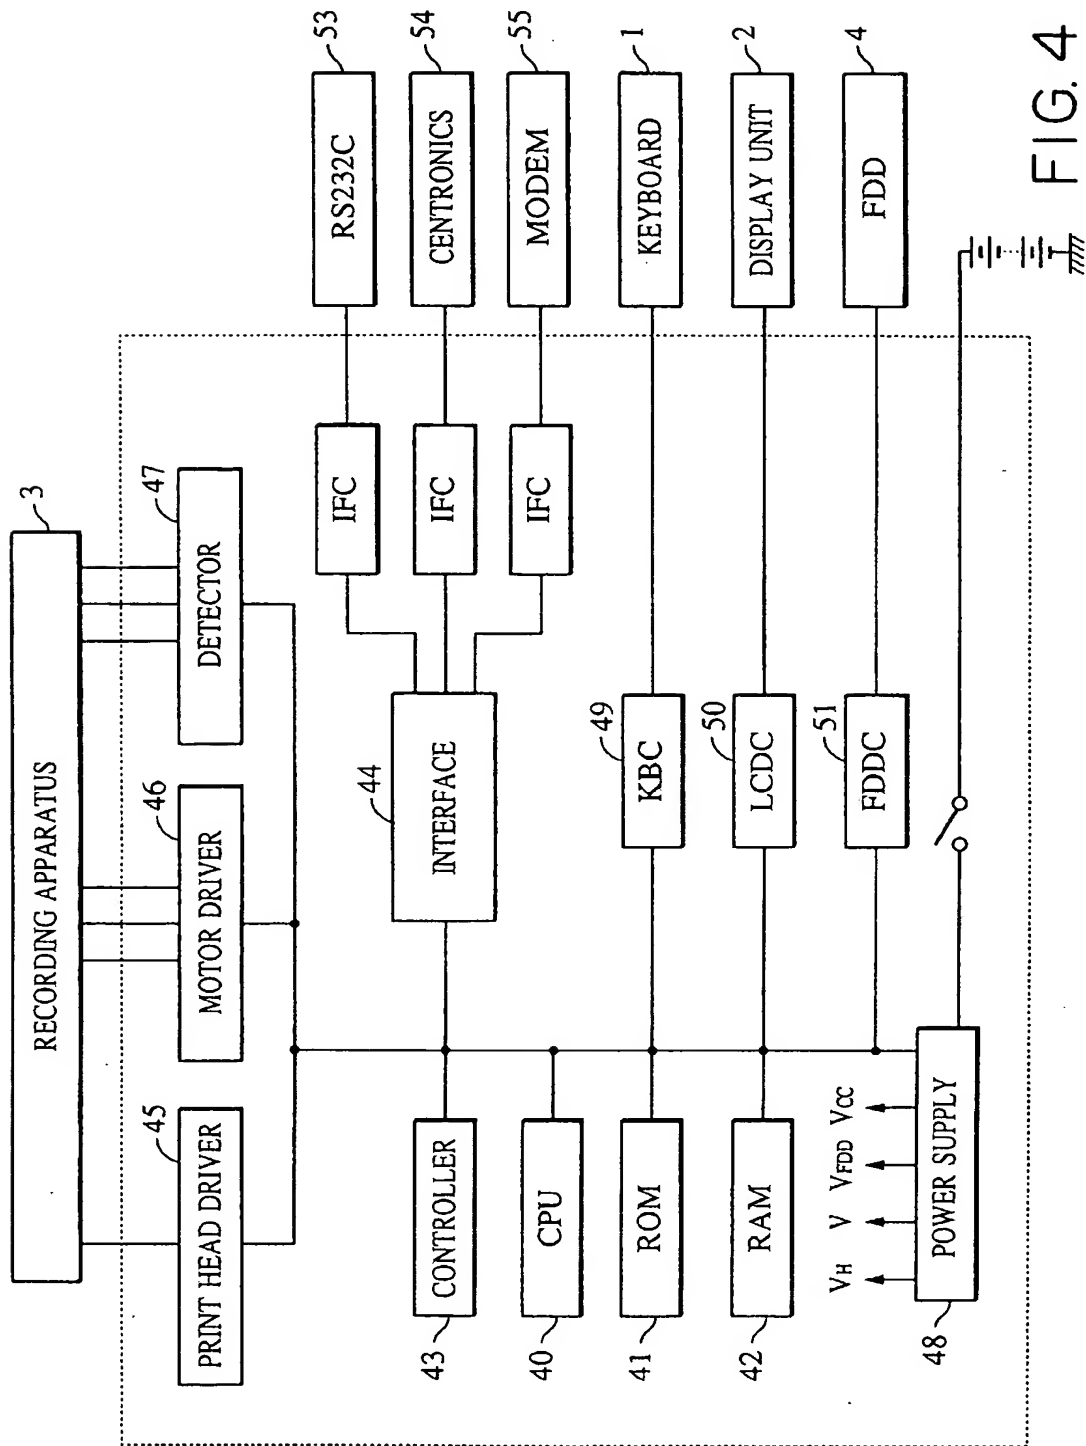 RECORDING APPARATUS
3
PRINT HEAD DRIVER
45
MOTOR DRIVER
46
DETECTOR
47
CONTROLLER
43
CPU
40
ROM
41
RAM
42
POWER SUPPLY
48
VH
V
VFDD
VCC
INTERFACE
44
KBC
49
LCDC
50
FDDC
51
IFC
IFC
IFC
RS232C
53
CENTRONICS
54
MODEM
55
KEYBOARD
1
DISPLAY UNIT
2
FDD
4
FIG. 4